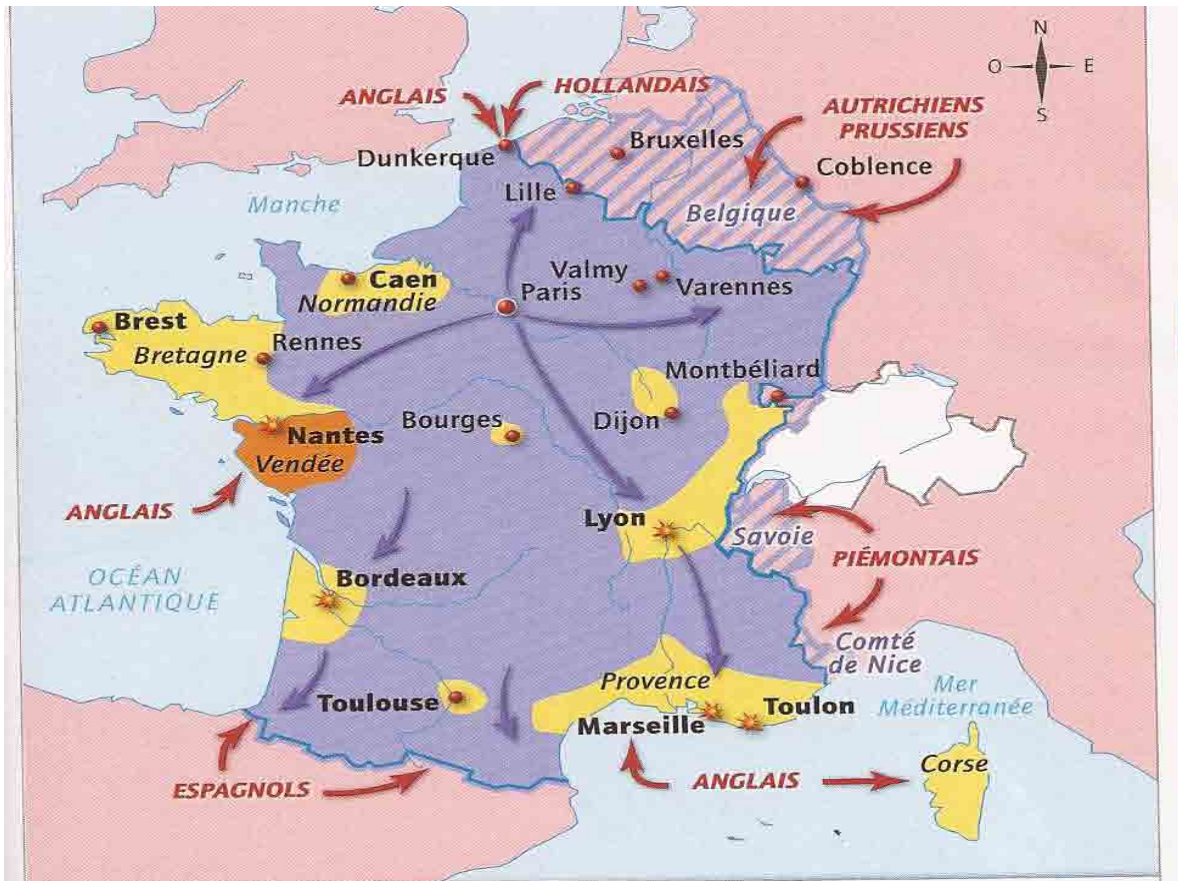 N
O
E
S
ANGLAIS
HOLLANDAIS
AUTRICHIENS
PRUSSIENS
Dunkerque
Bruxelles
Coblence
Lille
Belgique
Manche
Caen
Normandie
Valmy
Varennes
Paris
Brest
Bretagne
Rennes
Montbéliard
Bourges
Dijon
Nantes
Vendée
ANGLAIS
Lyon
Savoie
PIÉMONTAIS
OCÉAN
ATLANTIQUE
Bordeaux
Comté
de Nice
Provence
Mer
Méditerranée
Toulouse
Marseille
Toulon
Corse
ESPAGNOLS
ANGLAIS